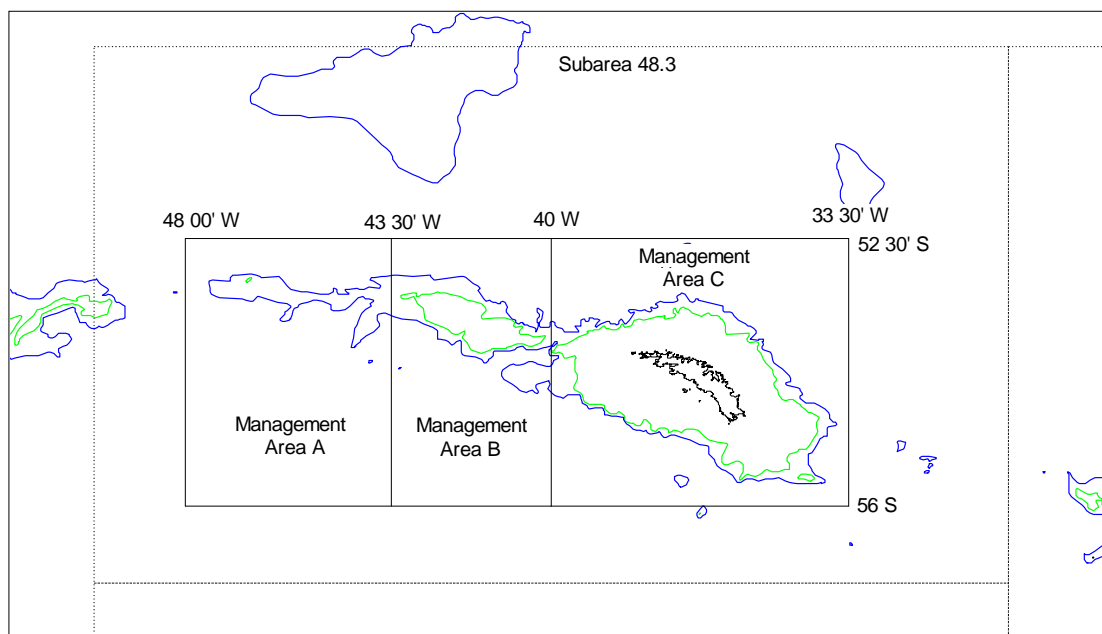 Subarea 48.3
48 00' W
43 30' W
40 W
33 30' W
52 30' S
Management
Area C
Management
Area A
Management
Area B
56 S